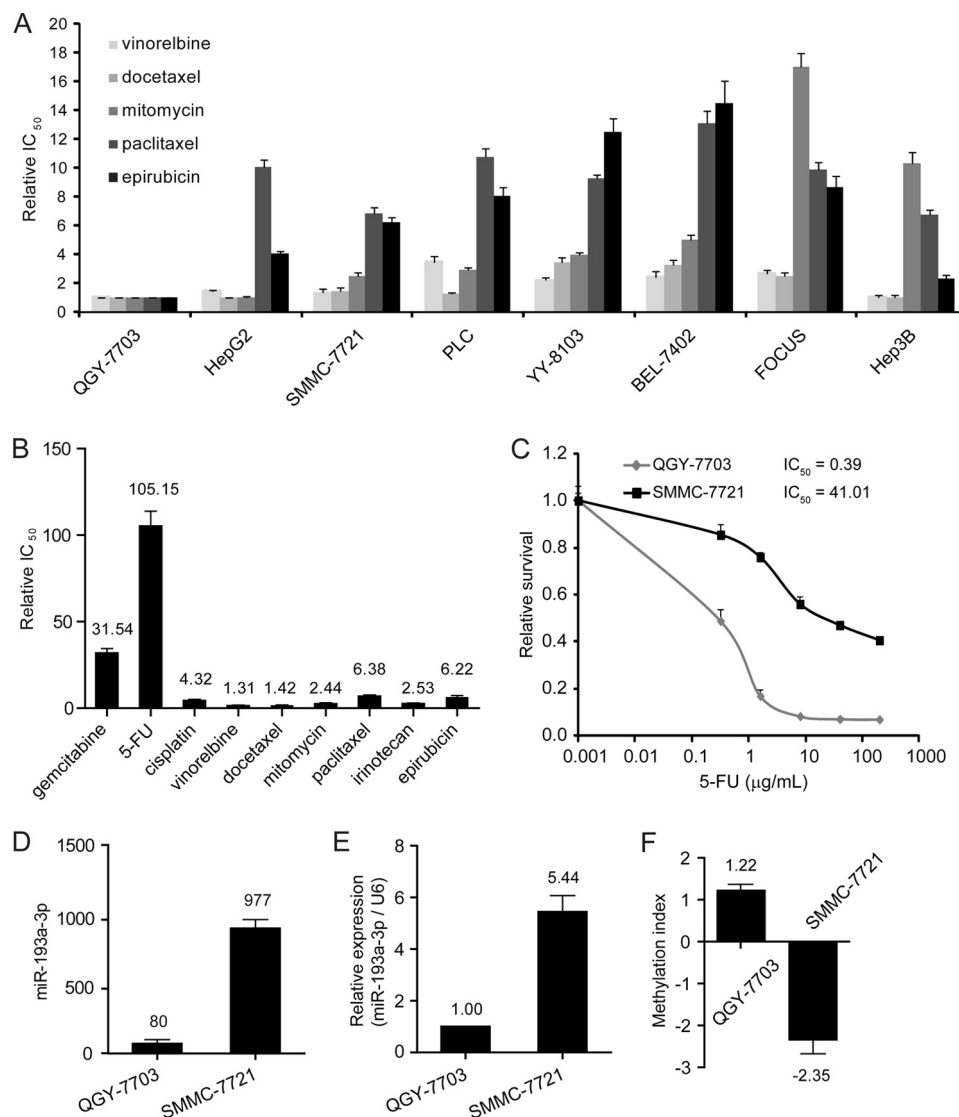 A
Relative IC50
20
18
16
14
12
10
8
6
4
2
0
vinorelbine
docetaxel
mitomycin
paclitaxel
epirubicin
QGY-7703
HepG2
SMMC-7721
PLC
YY-8103
BEL-7402
FOCUS
Hep3B
B
Relative IC50
150
100
50
0
31.54
105.15
4.32
1.31
1.42
2.44
6.38
2.53
6.22
gemcitabine
5-FU
cisplatin
vinorelbine
docetaxel
mitomycin
paclitaxel
irinotecan
epirubicin
C
Relative survival
1.2
1.0
0.8
0.6
0.4
0.2
0.0
QGY-7703 IC50 = 0.39
SMMC-7721 IC50 = 41.01
0.001 0.01 0.1 1 10 100 1000
5-FU (µg/mL)
D
miR-193a-3p
1500
1000
500
0
80
977
QGY-7703
SMMC-7721
E
Relative expression
(miR-193a-3p / U6)
8
6
4
2
0
1.00
5.44
QGY-7703
SMMC-7721
F
Methylation index
2
1
0
-1
-2
-3
1.22
SMMC-7721
QGY-7703
-2.35